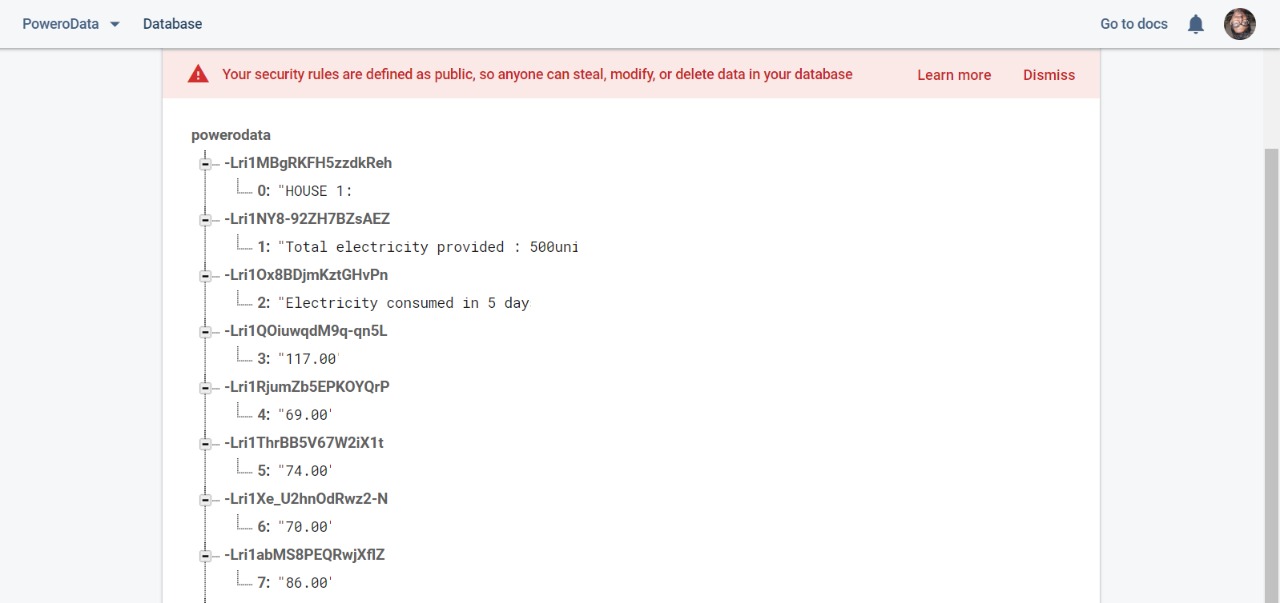 PoweroData Database Go to docs
Your security rules are defined as public, so anyone can steal, modify, or delete data in your database Learn more Dismiss
powerodata
-Lri1MBgRKFH5zzdkReh
0: "HOUSE 1:
-Lri1NY8-92ZH7BZsAEZ
1: "Total electricity provided : 500uni
-Lri1Ox8BDjmKztGHvPn
2: "Electricity consumed in 5 day
-Lri1QOiuwqdM9q-qn5L
3: "117.00"
-Lri1RjumZb5EPKOYQrP
4: "69.00"
-Lri1ThrBB5V67W2iX1t
5: "74.00"
-Lri1Xe_U2hnOdRwz2-N
6: "70.00"
-Lri1abMS8PEQRwjXflZ
7: "86.00"